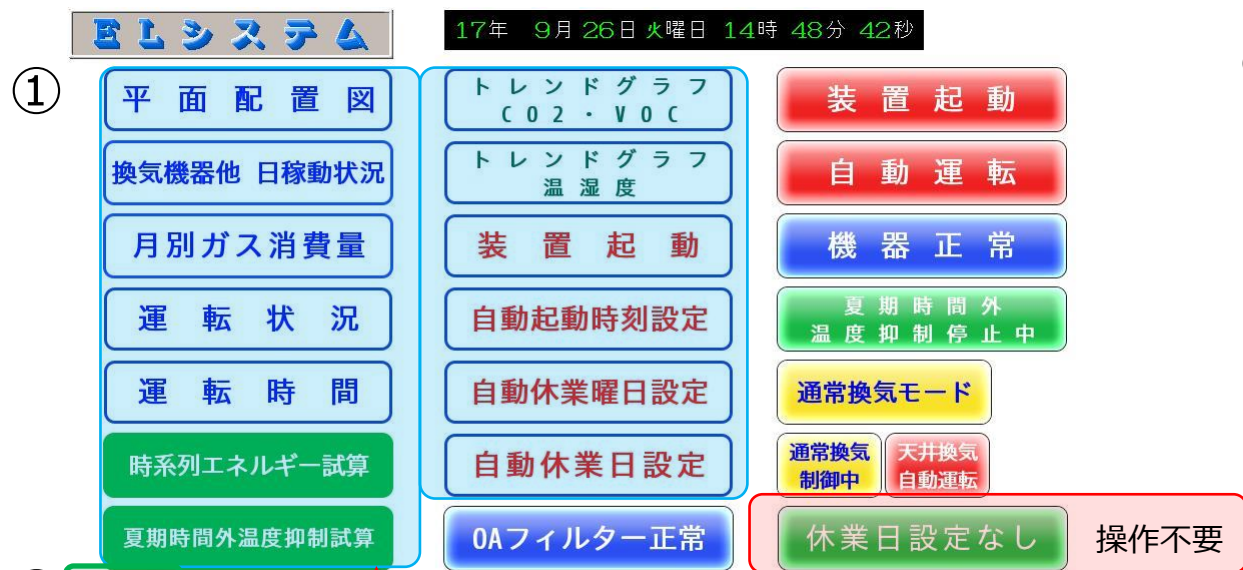 ELシステム
17年 9月26日 火曜日 14時 48分 42秒
①
平面配置図
換気機器他 日稼動状況
月別ガス消費量
運転状況
運転時間
時系列エネルギー試算
夏期時間外温度抑制試算
トレンドグラフ
CO2・VOC
トレンドグラフ
温湿度
装置起動
自動起動時刻設定
自動休業曜日設定
自動休業日設定
OAフィルター正常
装置起動
自動運転
機器正常
夏期時間外
温度抑制停止中
通常換気モード
通常換気
制御中
天井換気
自動運転
休業日設定なし
操作不要